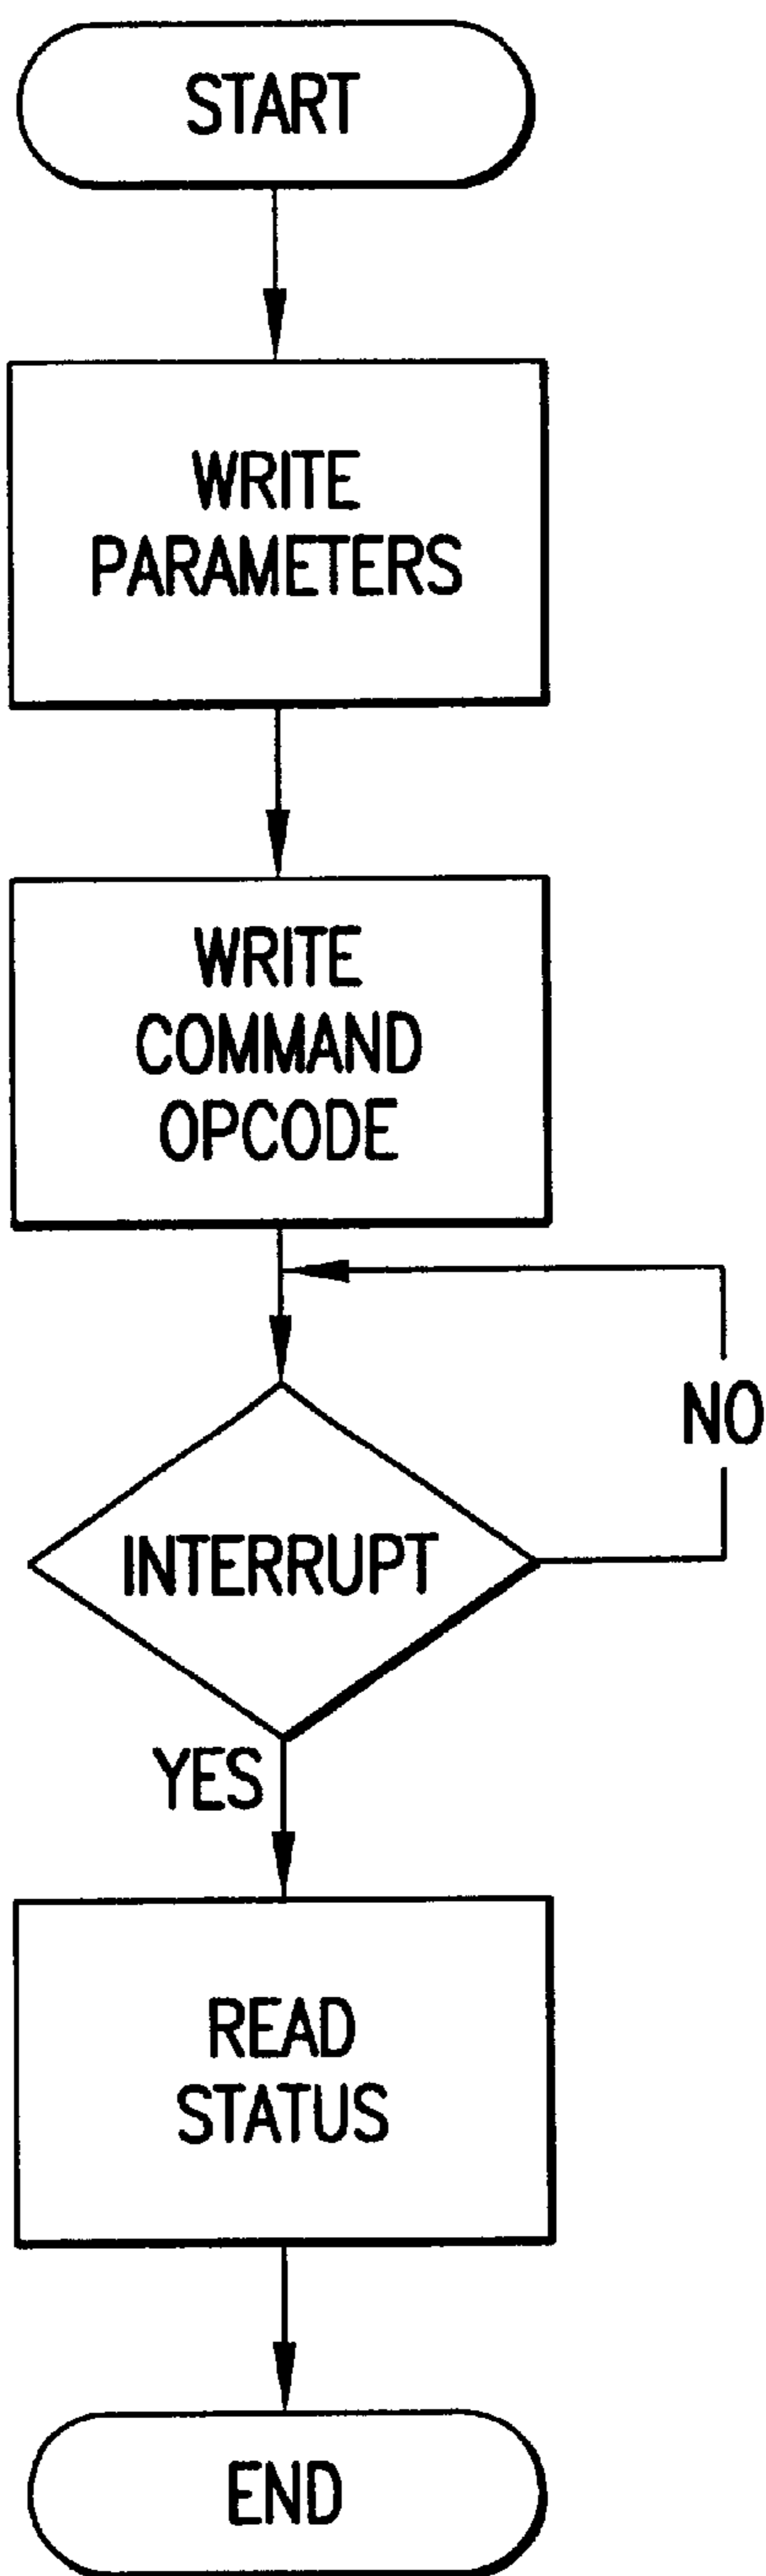 START
WRITE
PARAMETERS
WRITE
COMMAND
OPCODE
NO
INTERRUPT
YES
READ
STATUS
END